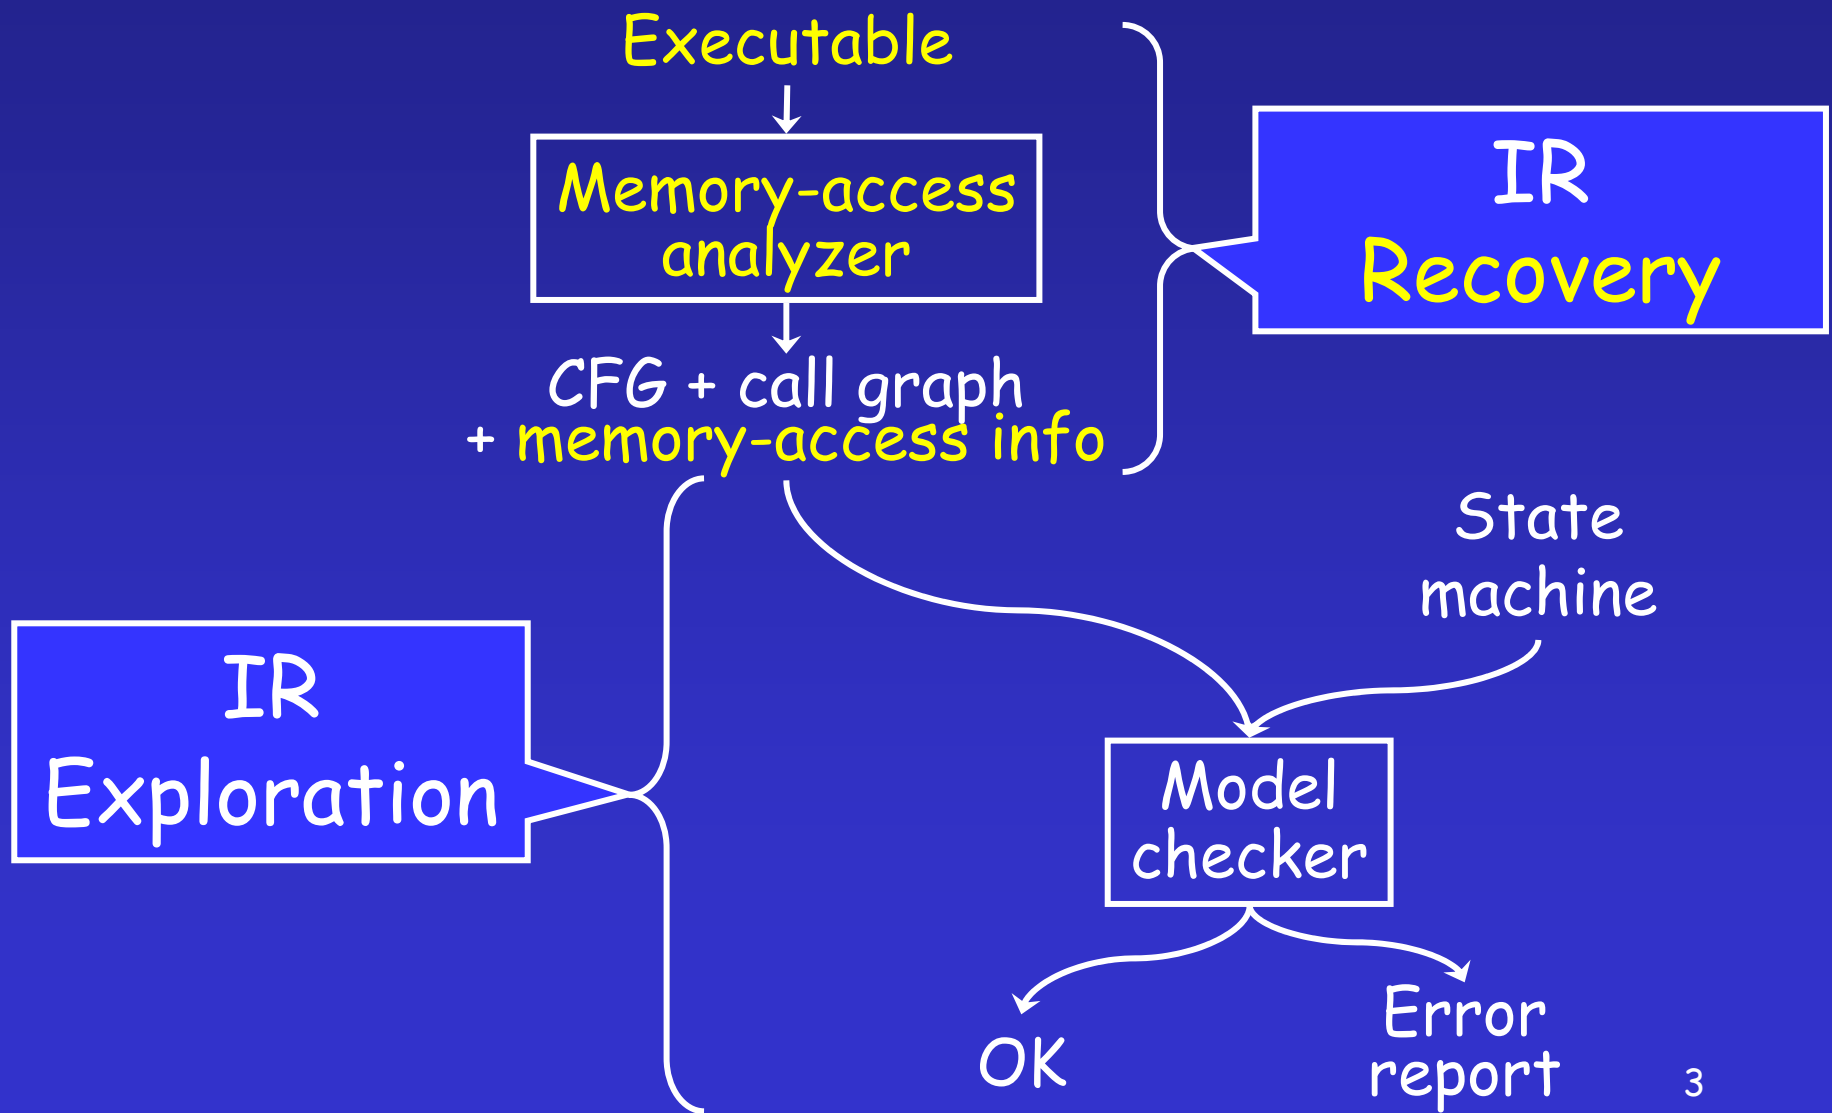 Executable
Memory-access
analyzer
IR
Recovery
CFG + call graph
+ memory-access info
State
machine
IR
Exploration
Model
checker
OK
Error
report
3